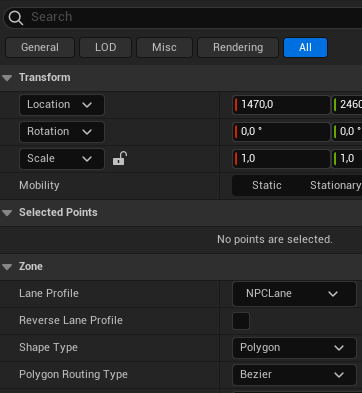 Search
General LOD Misc Rendering All
Transform
Location 1470,0
Rotation 0,0 ° 0,0 °
Scale 1,0 1,0
Mobility Static Stationary
Selected Points
No points are selected.
Zone
Lane Profile NPCLane
Reverse Lane Profile
Shape Type Polygon
Polygon Routing Type Bezier